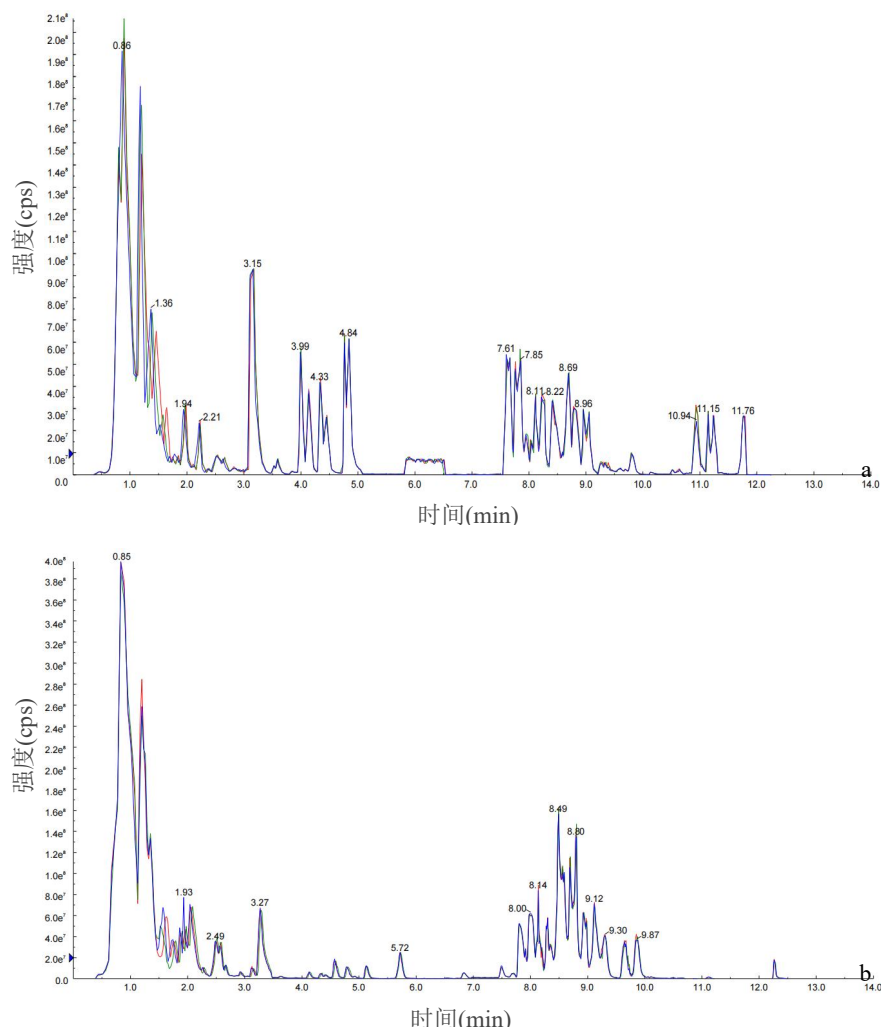 2.1e⁸
2.0e⁸
1.9e⁸
1.8e⁸
1.7e⁸
1.6e⁸
1.5e⁸
1.4e⁸
1.3e⁸
1.2e⁸
1.1e⁸
1.0e⁸
9.0e⁷
8.0e⁷
7.0e⁷
6.0e⁷
5.0e⁷
4.0e⁷
3.0e⁷
2.0e⁷
1.0e⁷
0.0
强度(cps)
0.86
1.36
1.94
2.21
3.15
3.99
4.33
4.84
7.61
7.85
8.11
8.22
8.69
8.96
10.94
11.15
11.76
a
1.0 2.0 3.0 4.0 5.0 6.0 7.0 8.0 9.0 10.0 11.0 12.0 13.0 14.0
时间(min)
4.0e⁸
3.8e⁸
3.6e⁸
3.4e⁸
3.2e⁸
3.0e⁸
2.8e⁸
2.6e⁸
2.4e⁸
2.2e⁸
2.0e⁸
1.8e⁸
1.6e⁸
1.4e⁸
1.2e⁸
1.0e⁸
8.0e⁷
6.0e⁷
4.0e⁷
2.0e⁷
0.0
强度(cps)
0.85
1.93
2.49
3.27
5.72
8.00
8.14
8.49
8.80
9.12
9.30
9.87
b
1.0 2.0 3.0 4.0 5.0 6.0 7.0 8.0 9.0 10.0 11.0 12.0 13.0 14.0
时间(min)